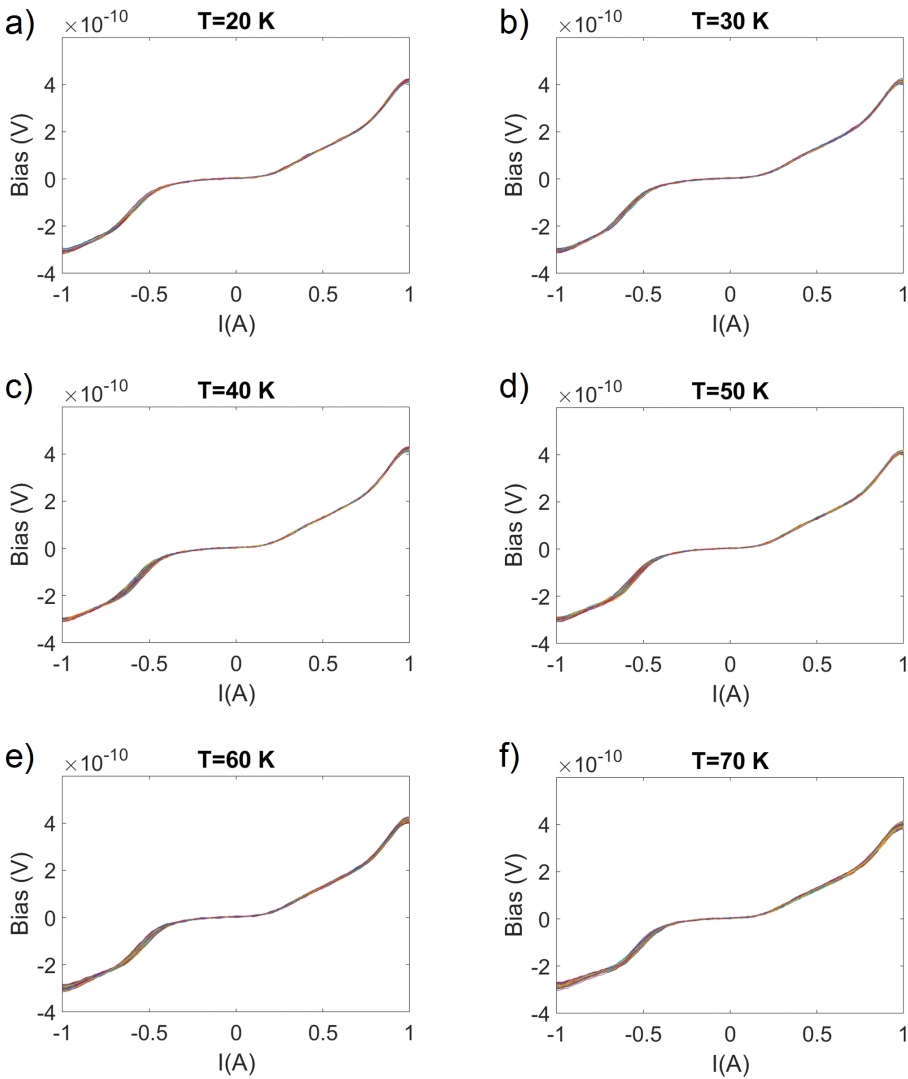 a)
×10⁻¹⁰
T=20 K
Bias (V)
4
2
0
-2
-4
-1 -0.5 0 0.5 1
I(A)
b)
×10⁻¹⁰
T=30 K
Bias (V)
4
2
0
-2
-4
-1 -0.5 0 0.5 1
I(A)
c)
×10⁻¹⁰
T=40 K
Bias (V)
4
2
0
-2
-4
-1 -0.5 0 0.5 1
I(A)
d)
×10⁻¹⁰
T=50 K
Bias (V)
4
2
0
-2
-4
-1 -0.5 0 0.5 1
I(A)
e)
×10⁻¹⁰
T=60 K
Bias (V)
4
2
0
-2
-4
-1 -0.5 0 0.5 1
I(A)
f)
×10⁻¹⁰
T=70 K
Bias (V)
4
2
0
-2
-4
-1 -0.5 0 0.5 1
I(A)